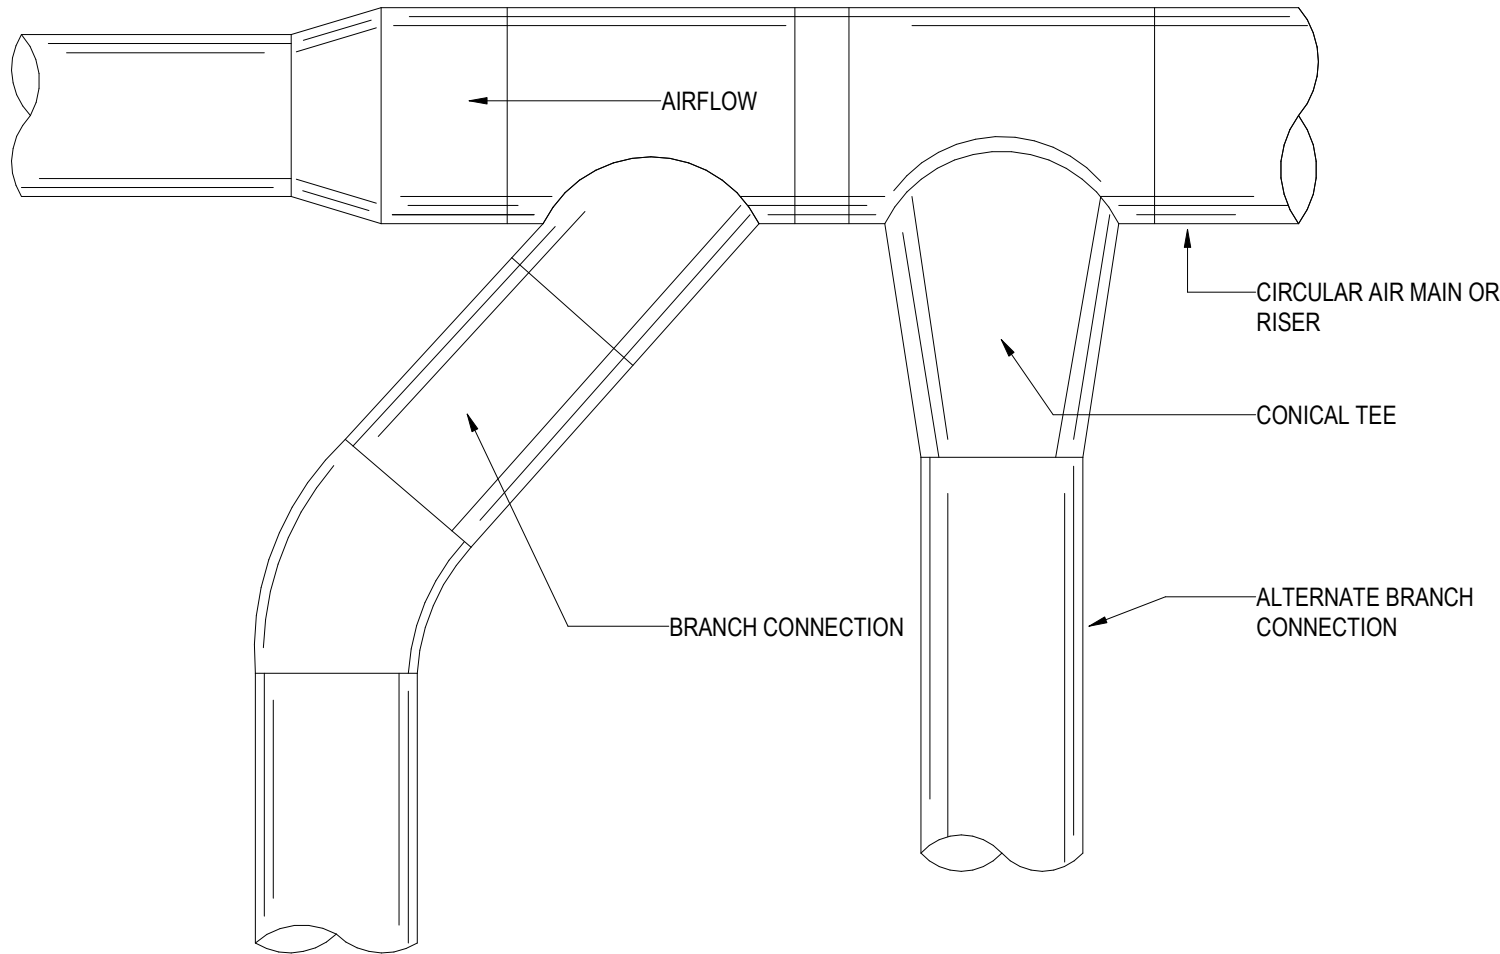 AIRFLOW
CIRCULAR AIR MAIN OR
RISER
CONICAL TEE
ALTERNATE BRANCH
CONNECTION
BRANCH CONNECTION